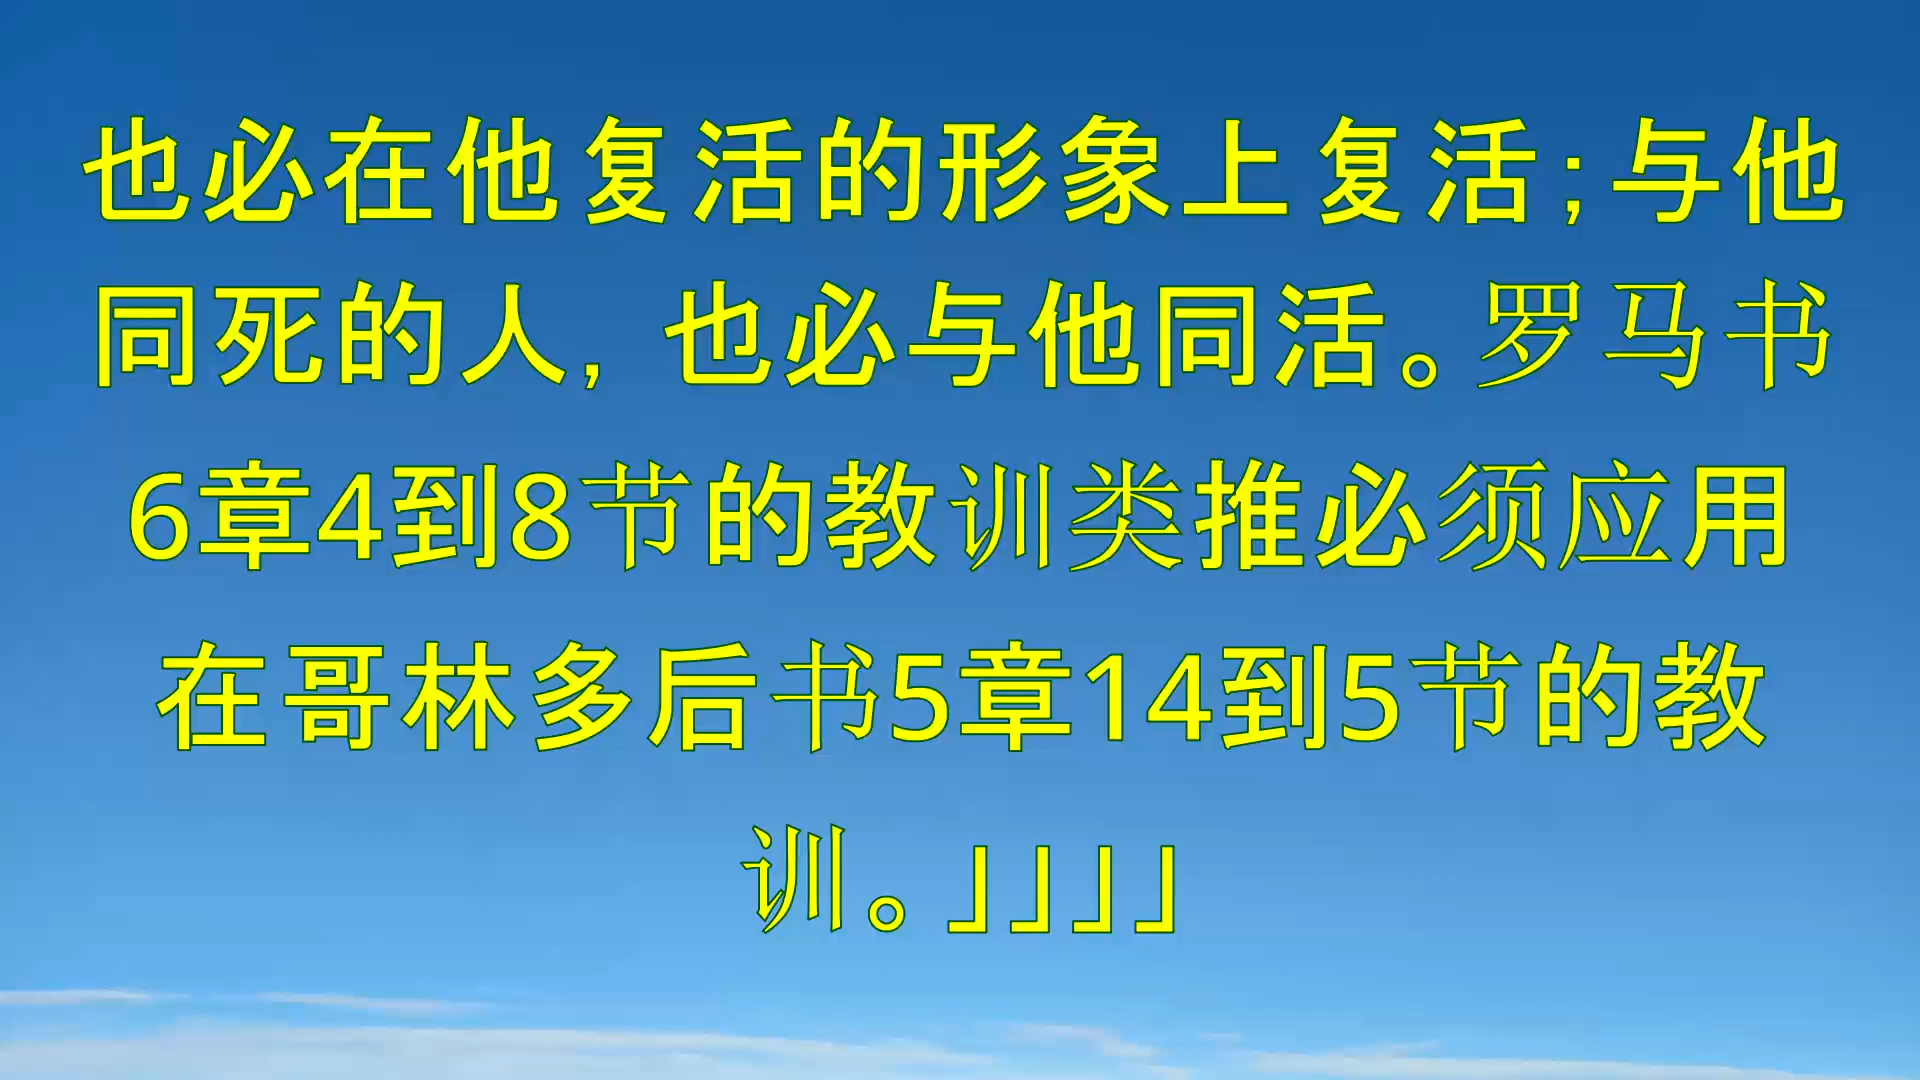 也必在他复活的形象上复活;与他
同死的人, 也必与他同活。罗马书
6章4到8节的教训类推必须应用
在哥林多后书5章14到5节的教
训。」」」」